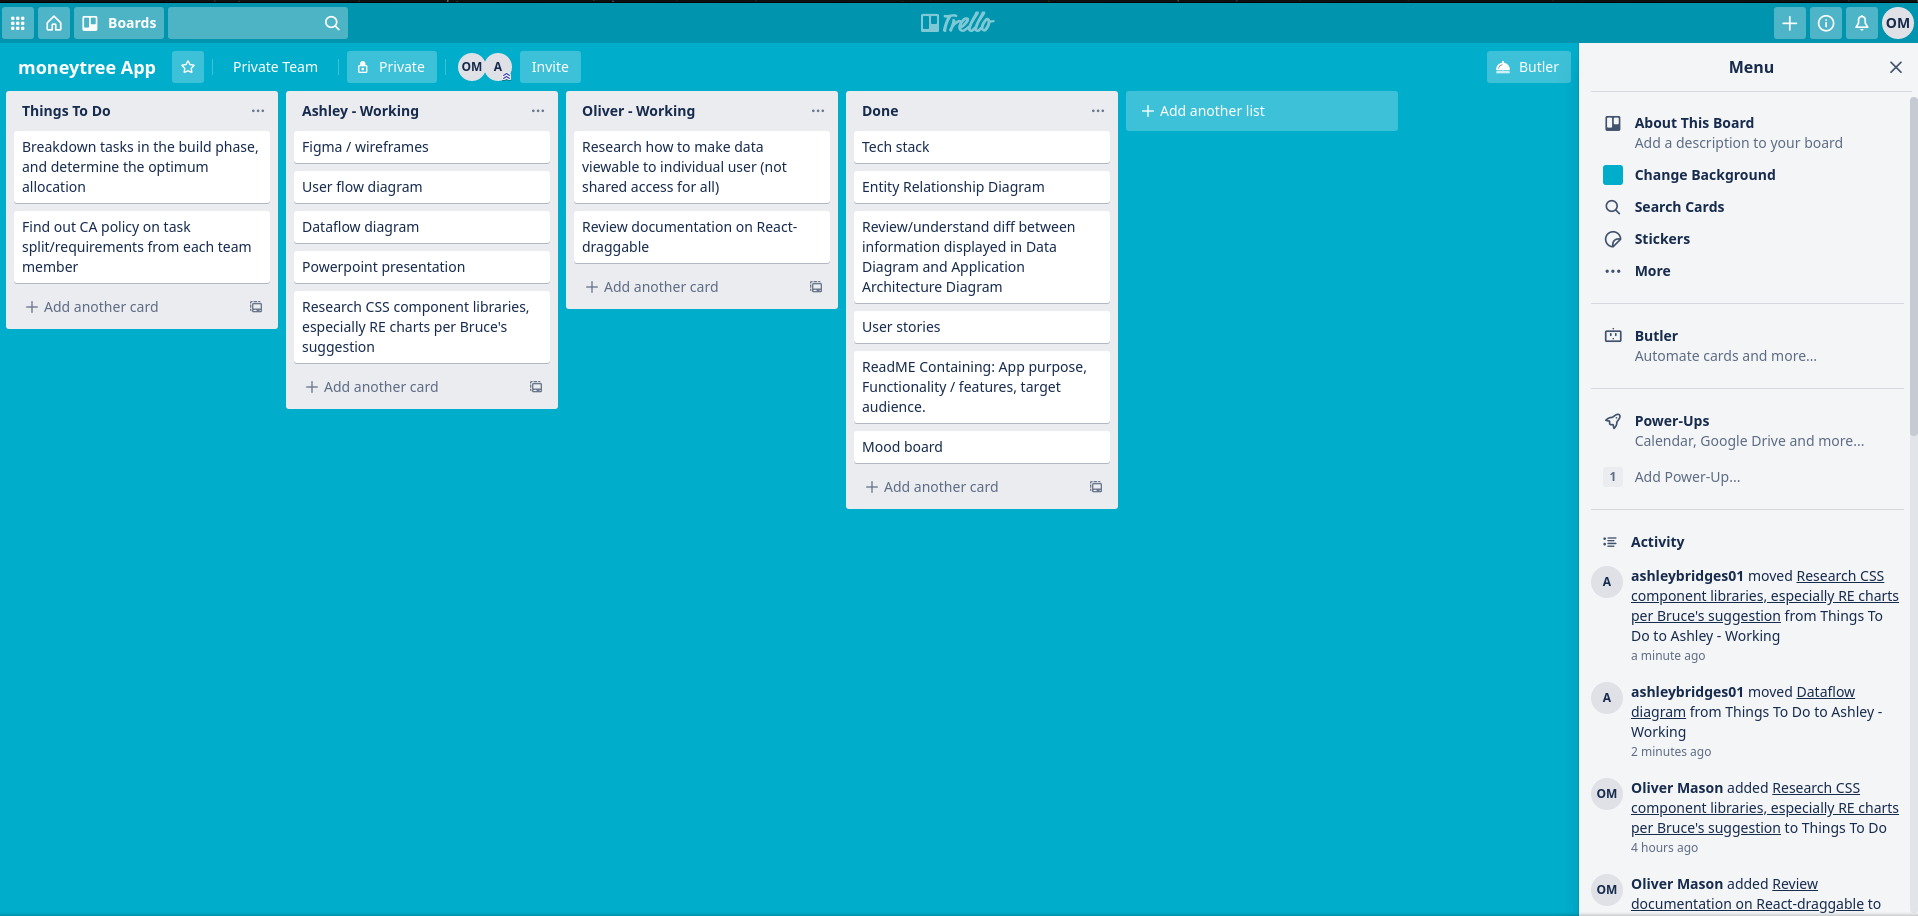 Boards
Trello
OM
moneytree App
Private Team
Private
OM
A
Invite
Butler
Things To Do
Breakdown tasks in the build phase,
and determine the optimum
allocation
Find out CA policy on task
split/requirements from each team
member
Add another card
Ashley - Working
Figma / wireframes
User flow diagram
Dataflow diagram
Powerpoint presentation
Research CSS component libraries,
especially RE charts per Bruce's
suggestion
Add another card
Oliver - Working
Research how to make data
viewable to individual user (not
shared access for all)
Review documentation on React-
draggable
Add another card
Done
Tech stack
Entity Relationship Diagram
Review/understand diff between
information displayed in Data
Diagram and Application
Architecture Diagram
User stories
ReadME Containing: App purpose,
Functionality / features, target
audience.
Mood board
Add another card
Add another list
Menu
About This Board
Add a description to your board
Change Background
Search Cards
Stickers
More
Butler
Automate cards and more...
Power-Ups
Calendar, Google Drive and more...
1
Add Power-Up...
Activity
A
ashleybridges01 moved Research CSS
component libraries, especially RE charts
per Bruce's suggestion from Things To
Do to Ashley - Working
a minute ago
A
ashleybridges01 moved Dataflow
diagram from Things To Do to Ashley -
Working
2 minutes ago
OM
Oliver Mason added Research CSS
component libraries, especially RE charts
per Bruce's suggestion to Things To Do
4 hours ago
OM
Oliver Mason added Review
documentation on React-draggable to